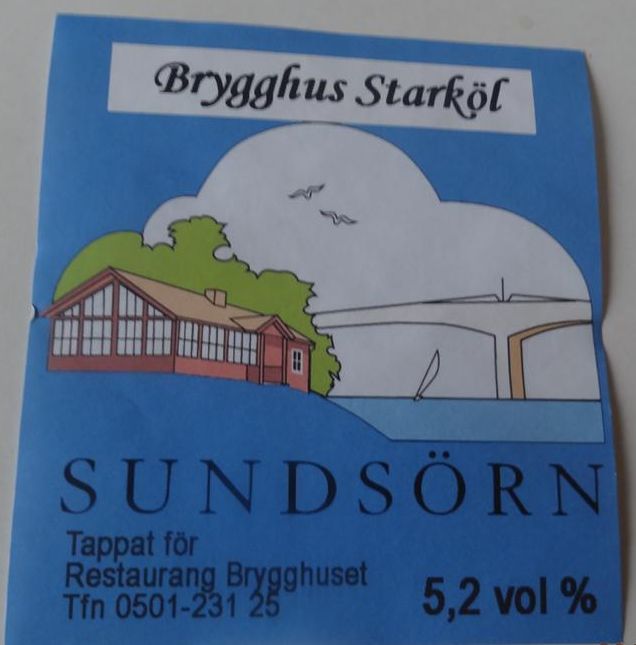 Brygghus Starköl
SUNDSÖRN
Tappat för
Restaurang Brygghuset
Tfn 0501-231 25
5,2 vol %